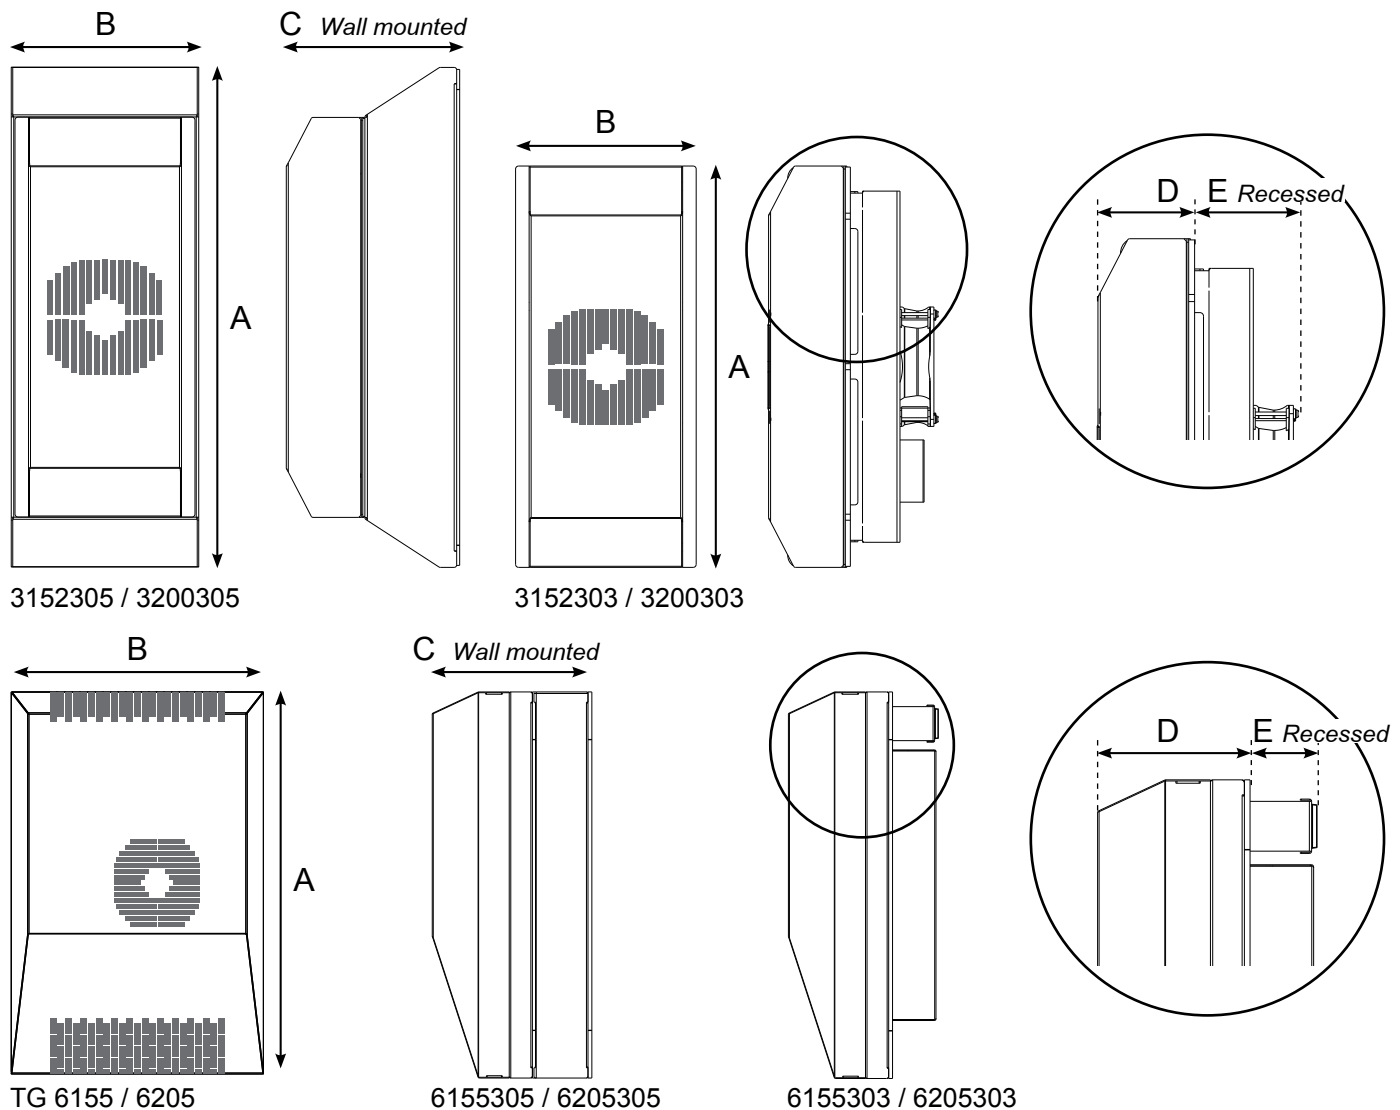 B
C Wall mounted
B
D E Recessed
A
A
3152305 / 3200305
3152303 / 3200303
B
C Wall mounted
D E Recessed
A
TG 6155 / 6205
6155305 / 6205305
6155303 / 6205303